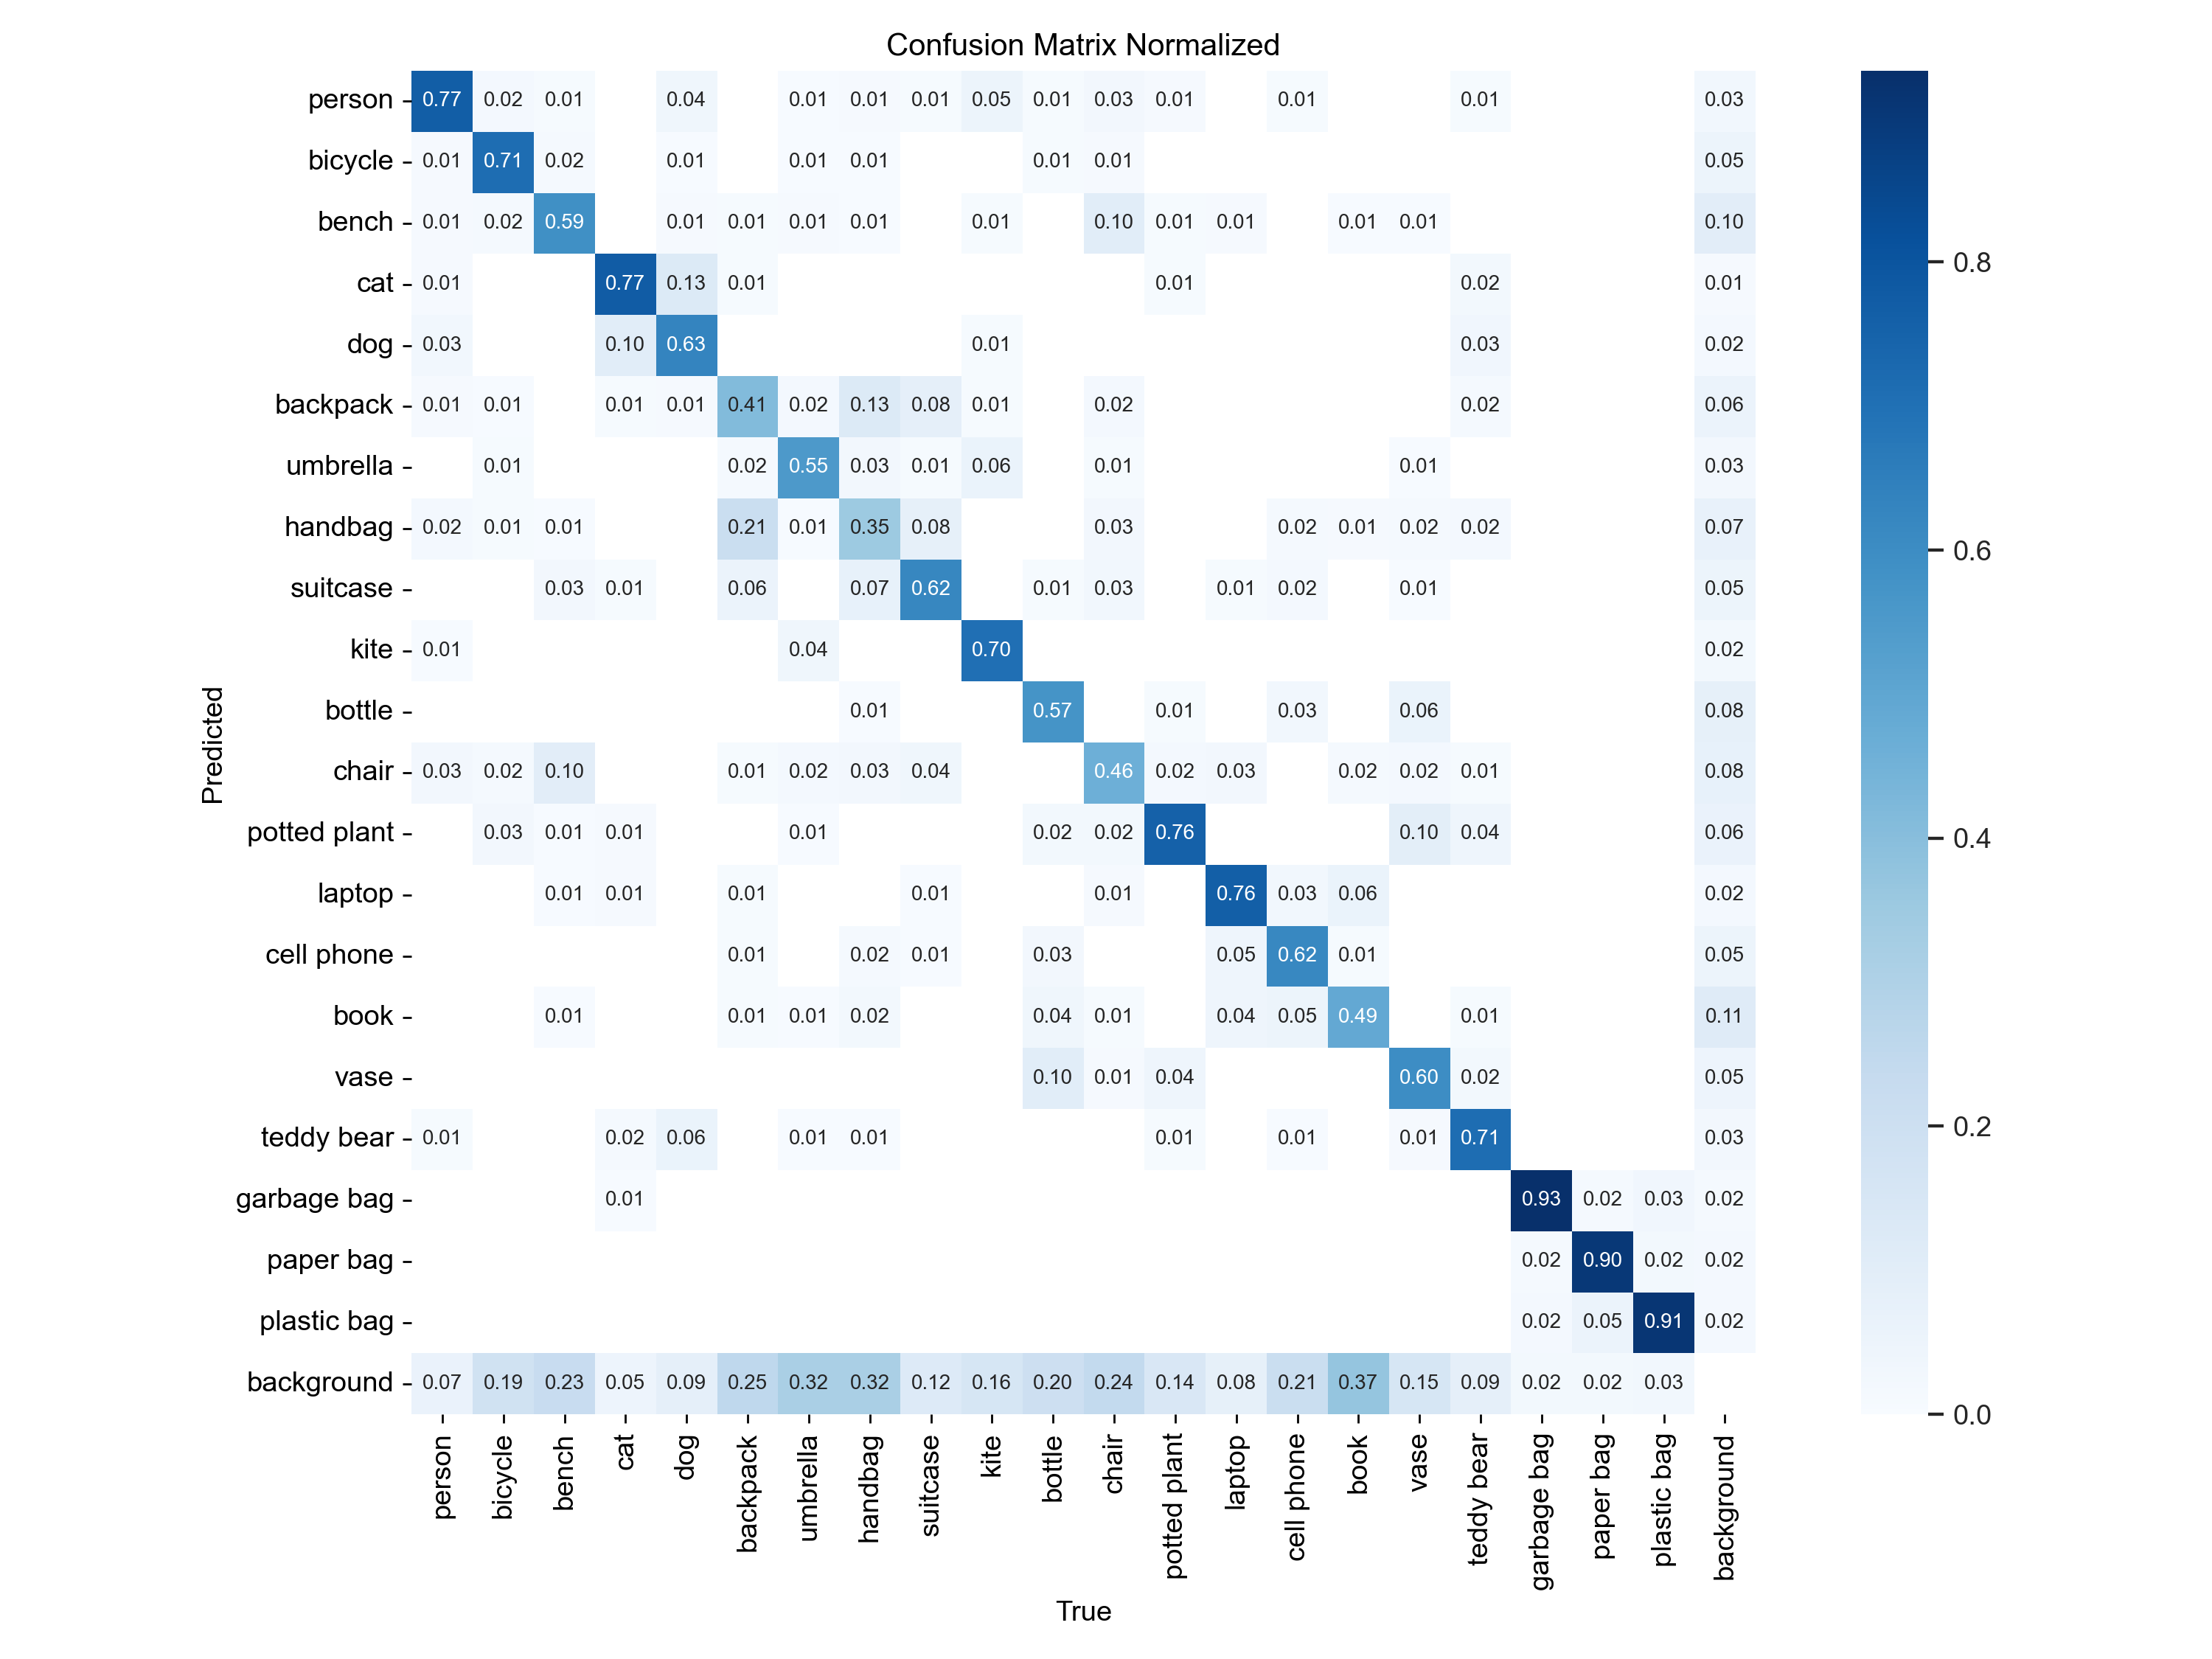 Confusion Matrix Normalized
person 0.77 0.02 0.01 0.04 0.01 0.01 0.01 0.05 0.01 0.03 0.01 0.01 0.01 0.03
bicycle 0.01 0.71 0.02 0.01 0.01 0.01 0.01 0.01 0.05
bench 0.01 0.02 0.59 0.01 0.01 0.01 0.01 0.01 0.10 0.01 0.01 0.01 0.01 0.10
0.8
cat 0.01 0.77 0.13 0.01 0.01 0.02 0.01
dog 0.03 0.10 0.63 0.01 0.03 0.02
backpack 0.01 0.01 0.01 0.01 0.41 0.02 0.13 0.08 0.01 0.02 0.02 0.06
umbrella 0.01 0.02 0.55 0.03 0.01 0.06 0.01 0.01 0.03
handbag 0.02 0.01 0.01 0.21 0.01 0.35 0.08 0.03 0.02 0.01 0.02 0.02 0.07
0.6
suitcase 0.03 0.01 0.06 0.07 0.62 0.01 0.03 0.01 0.02 0.01 0.05
kite 0.01 0.04 0.70 0.02
bottle 0.01 0.57 0.01 0.03 0.06 0.08
Predicted
chair 0.03 0.02 0.10 0.01 0.02 0.03 0.04 0.46 0.02 0.03 0.02 0.02 0.01 0.08
potted plant 0.03 0.01 0.01 0.01 0.02 0.02 0.76 0.10 0.04 0.06
0.4
laptop 0.01 0.01 0.01 0.01 0.01 0.76 0.03 0.06 0.02
cell phone 0.01 0.02 0.01 0.03 0.05 0.62 0.01 0.05
book 0.01 0.01 0.01 0.02 0.04 0.01 0.04 0.05 0.49 0.01 0.11
vase 0.10 0.01 0.04 0.60 0.02 0.05
0.2
teddy bear 0.01 0.02 0.06 0.01 0.01 0.01 0.01 0.01 0.71 0.03
garbage bag 0.01 0.93 0.02 0.03 0.02
paper bag 0.02 0.90 0.02 0.02
plastic bag 0.02 0.05 0.91 0.02
background 0.07 0.19 0.23 0.05 0.09 0.25 0.32 0.32 0.12 0.16 0.20 0.24 0.14 0.08 0.21 0.37 0.15 0.09 0.02 0.02 0.03
0.0
person bicycle bench cat dog backpack umbrella handbag suitcase kite bottle chair potted plant laptop cell phone book vase teddy bear garbage bag paper bag plastic bag background
True